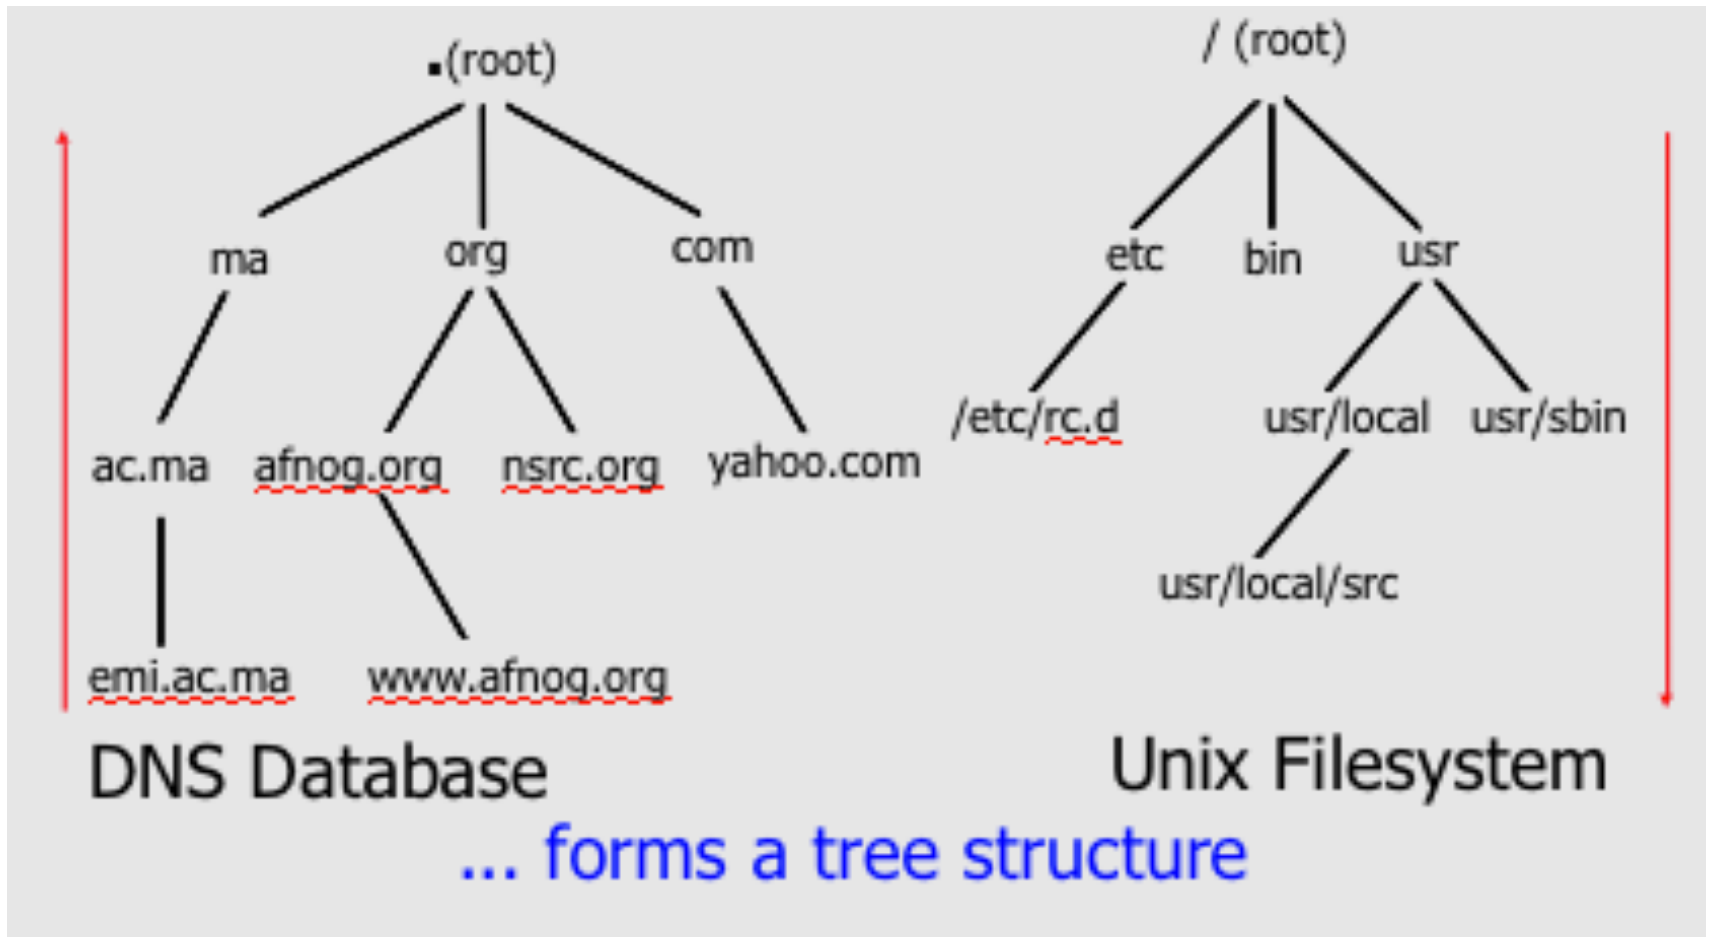 .(root)
ma
org
com
ac.ma
afnog.org
nsrc.org
yahoo.com
emi.ac.ma
www.afnog.org
DNS Database
/ (root)
etc
bin
usr
/etc/rc.d
usr/local
usr/sbin
usr/local/src
Unix Filesystem
... forms a tree structure